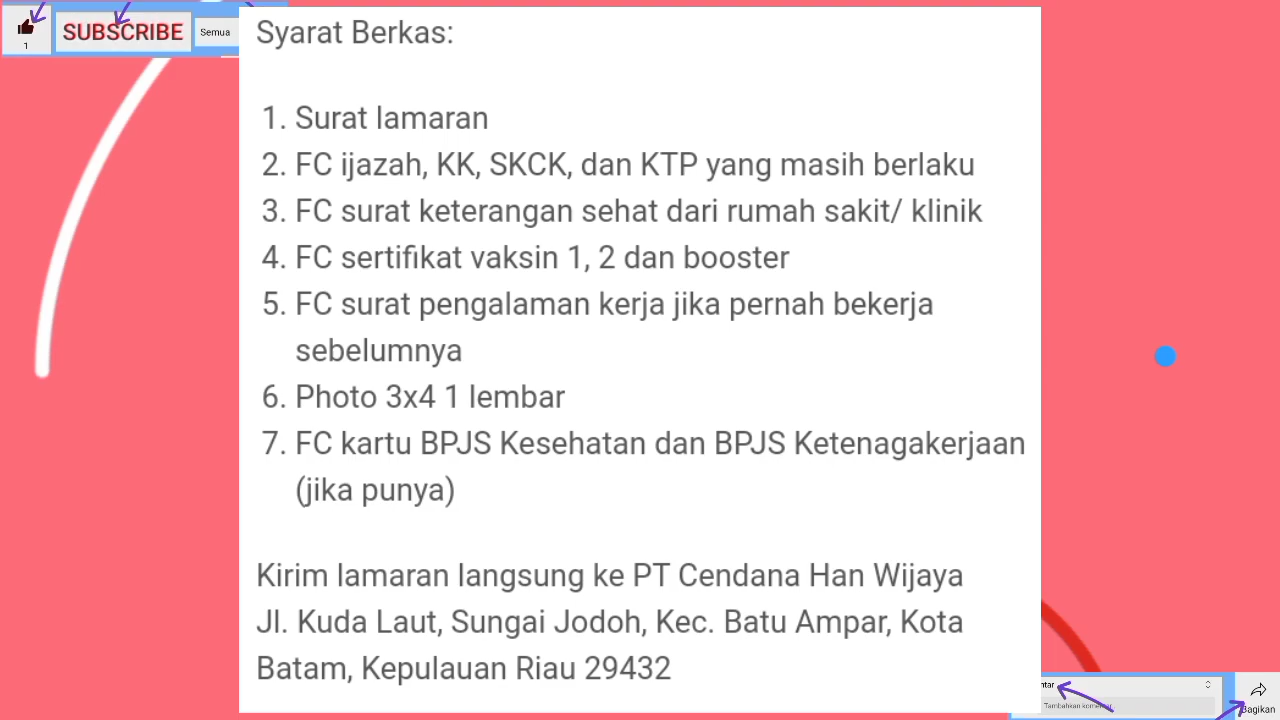 SUBSCRIBE
Semua
1
Syarat Berkas:
1. Surat lamaran
2. FC ijazah, KK, SKCK, dan KTP yang masih berlaku
3. FC surat keterangan sehat dari rumah sakit/ klinik
4. FC sertifikat vaksin 1, 2 dan booster
5. FC surat pengalaman kerja jika pernah bekerja
sebelumnya
6. Photo 3x4 1 lembar
7. FC kartu BPJS Kesehatan dan BPJS Ketenagakerjaan
(jika punya)
Kirim lamaran langsung ke PT Cendana Han Wijaya
Jl. Kuda Laut, Sungai Jodoh, Kec. Batu Ampar, Kota
Batam, Kepulauan Riau 29432
ntar
Tambahkan komentar
Bagikan